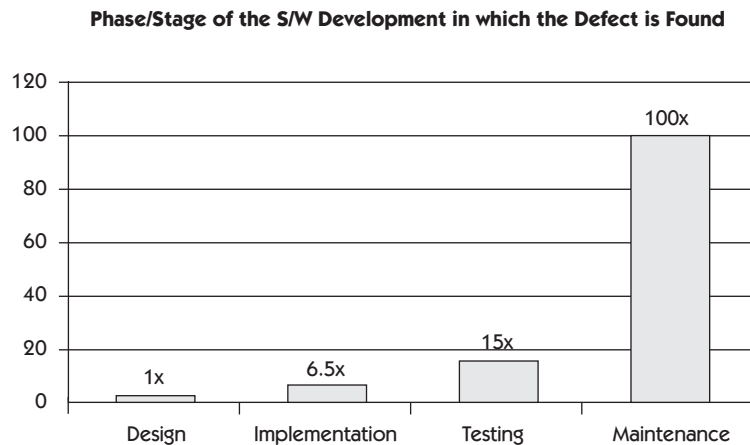 Phase/Stage of the S/W Development in which the Defect is Found
120
100
80
60
40
20
0
1x
6.5x
15x
100x
Design
Implementation
Testing
Maintenance